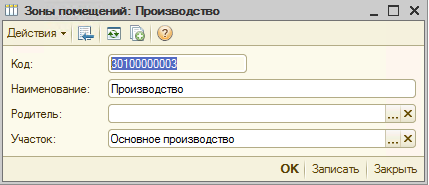 Зоны помещений: Производство
Действия
Код: 30100000003
Наименование: Производство
Родитель: ...
Участок: Основное производство ...
OK Записать Закрыть